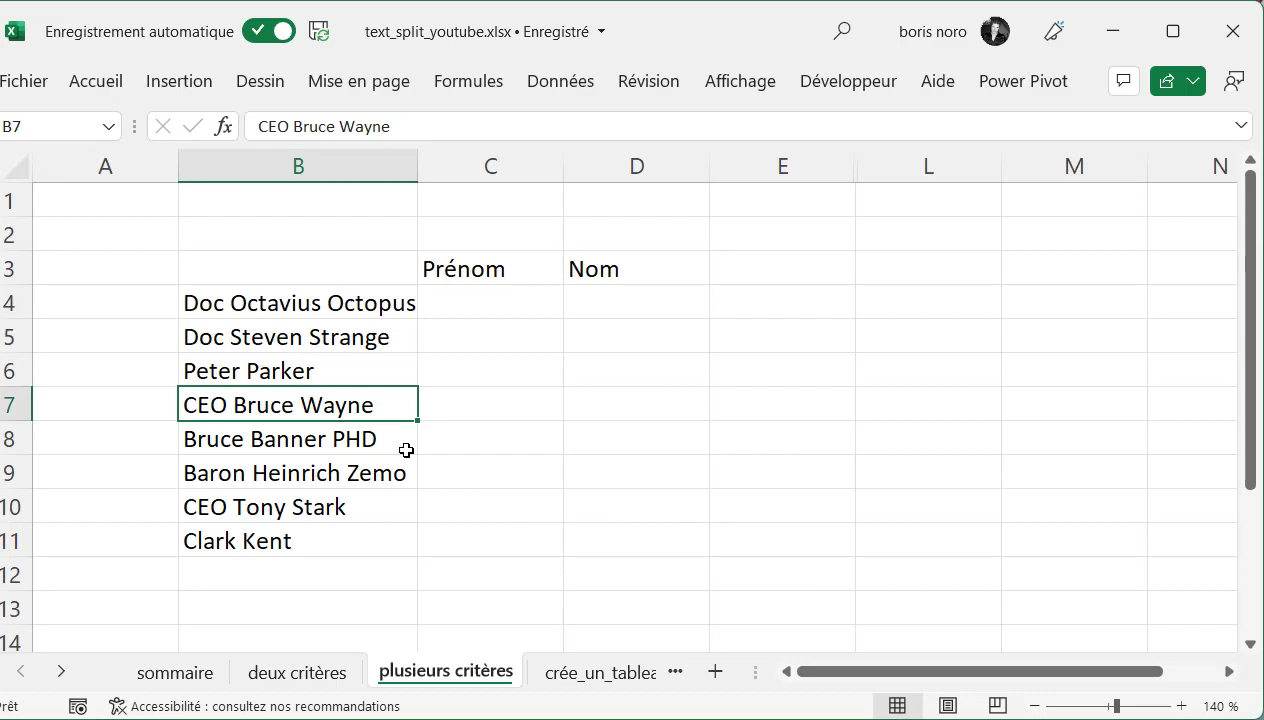 Enregistrement automatique text_split_youtube.xlsx • Enregistré boris noro
Fichier Accueil Insertion Dessin Mise en page Formules Données Révision Affichage Développeur Aide Power Pivot
B7 fx CEO Bruce Wayne
A B C D E L M N
1
2
3 Prénom Nom
4 Doc Octavius Octopus
5 Doc Steven Strange
6 Peter Parker
7 CEO Bruce Wayne
8 Bruce Banner PHD
9 Baron Heinrich Zemo
10 CEO Tony Stark
11 Clark Kent
12
13
14
sommaire deux critères plusieurs critères crée_un_tablea
rêt Accessibilité : consultez nos recommandations 140 %